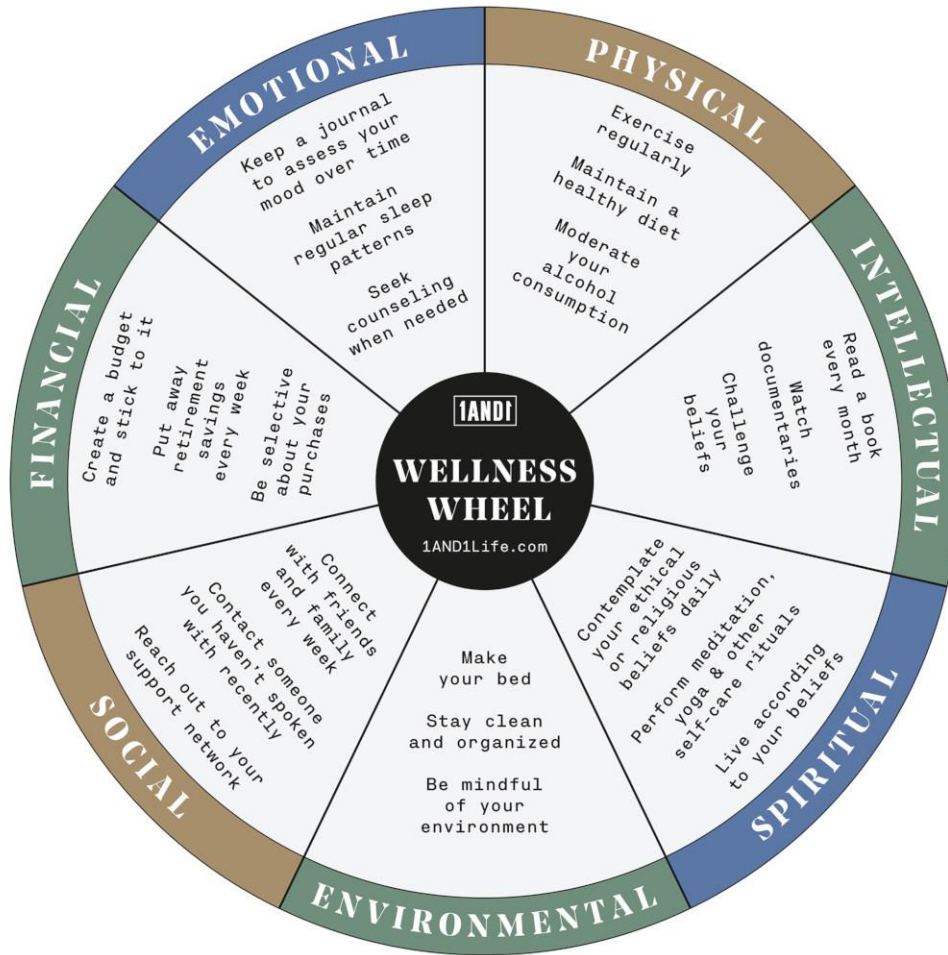 EMOTIONAL
Keep a journal
to assess your
mood over time
Maintain
regular sleep
patterns
Seek
counseling
when needed
PHYSICAL
Exercise
regularly
Maintain a
healthy diet
Moderate
your
alcohol
consumption
INTELLECTUAL
Read a book
every month
Watch
documentaries
Challenge
your
beliefs
SPIRITUAL
Contemplate
your ethical
or religious
beliefs daily
Perform meditation,
yoga & other
self-care rituals
Live according
to your beliefs
ENVIRONMENTAL
Make
your bed
Stay clean
and organized
Be mindful
of your
environment
SOCIAL
Connect
with friends
and family
every week
Contact someone
you haven't spoken
with recently
Reach out to your
support network
FINANCIAL
Create a budget
and stick to it
Put away
retirement
savings
every week
Be selective
about your
purchases
1AND1
WELLNESS
WHEEL
1AND1Life.com